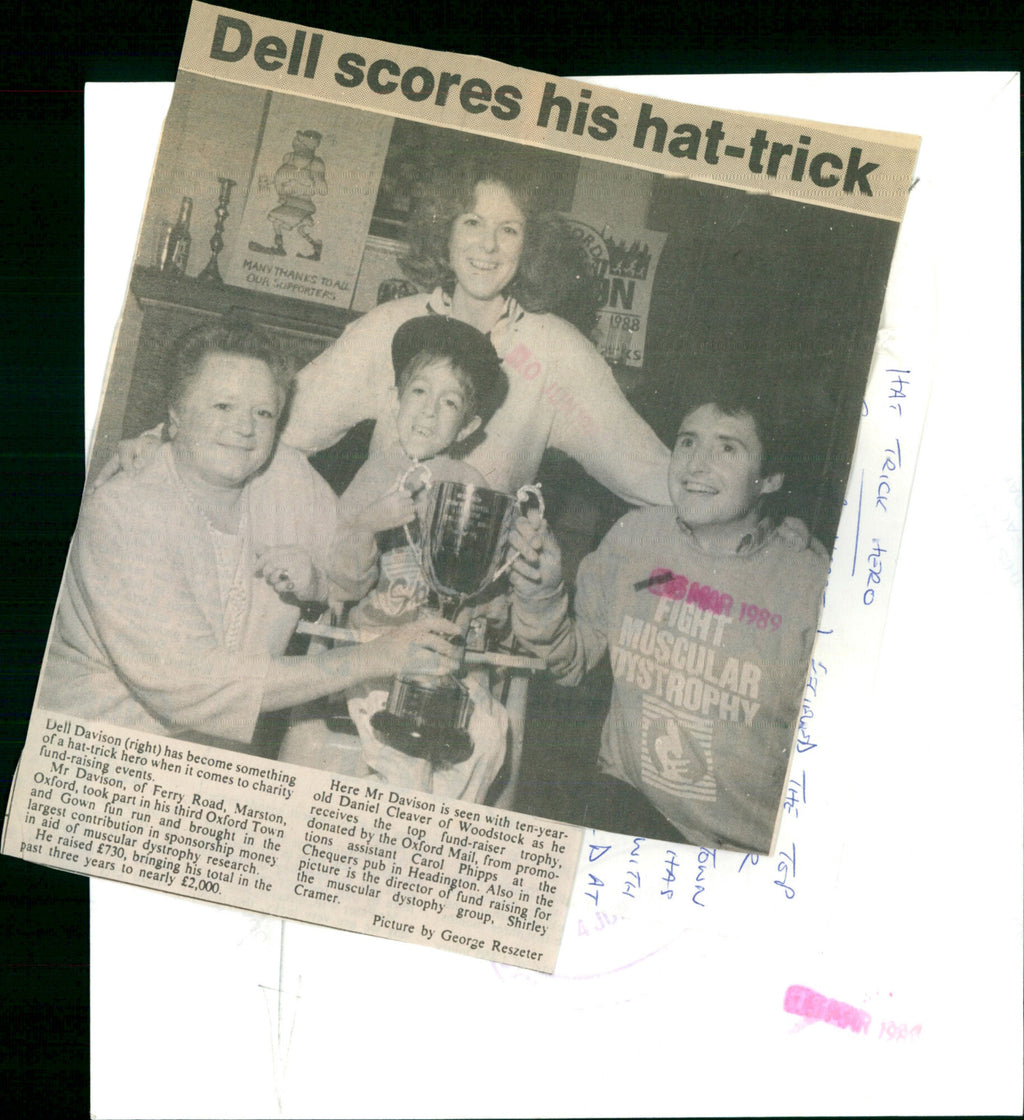 Dell scores his hat-trick
MANY THANKS TO ALL
OUR SUPPORTERS
1988
FIGHT
MUSCULAR
DYSTROPHY
MAR 1989
Dell Davison (right) has become something
of a hat-trick hero when it comes to charity
fund-raising events.
Mr Davison, of Ferry Road, Marston,
Oxford, took part in his third Oxford Town
and Gown fun run and brought in the
largest contribution in sponsorship money
in aid of muscular dystrophy research.
He raised £730, bringing his total in the
past three years to nearly £2,000.
Here Mr Davison is seen with ten-year-
old Daniel Cleaver of Woodstock as he
receives the top fund-raiser trophy,
donated by the Oxford Mail, from promo-
tions assistant Carol Phipps at the
Chequers pub in Headington. Also in the
picture is the director of fund raising for
the muscular dystophy group, Shirley
Cramer.
Picture by George Reszeter
HAT TRICK HERO
THE TOP
TOWN
HAS
WITH
D AT
MAR 1989